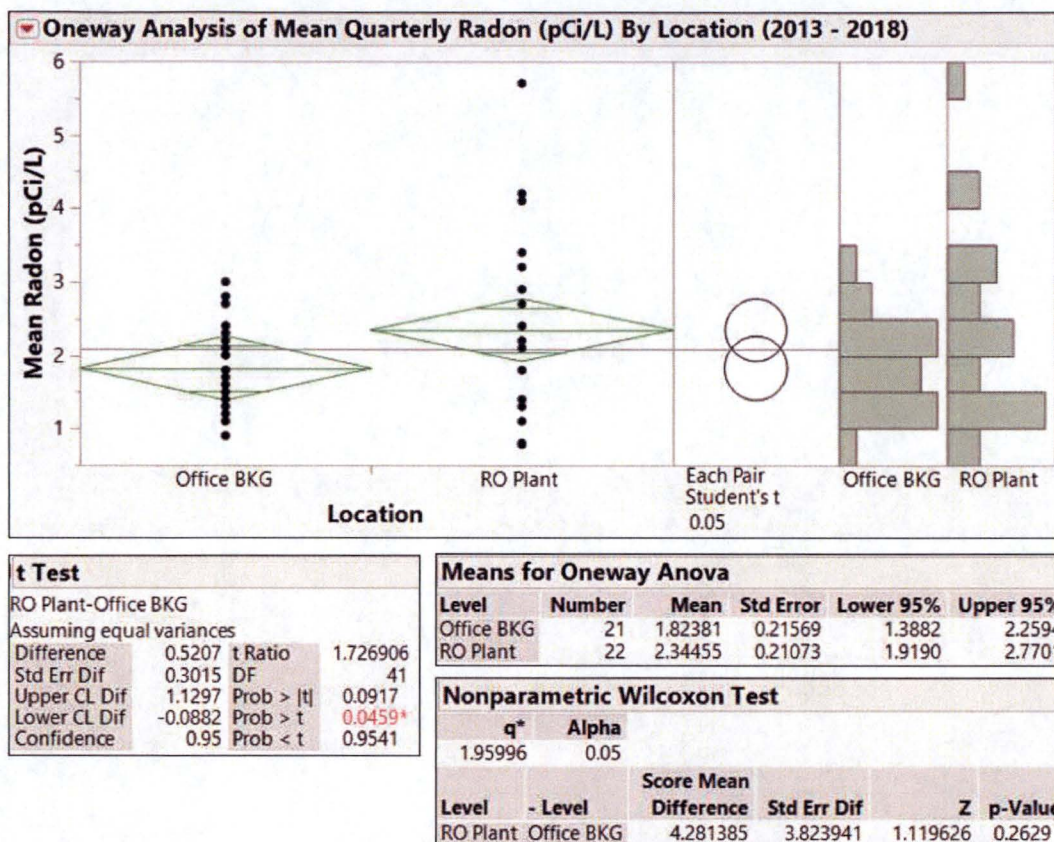 Oneway Analysis of Mean Quarterly Radon (pCi/L) By Location (2013 - 2018)
Mean Radon (pCi/L)
6
5
4
3
2
1
Office BKG
RO Plant
Location
Each Pair
Student's t
0.05
Office BKG
RO Plant
t Test
RO Plant-Office BKG
Assuming equal variances
Difference 0.5207 t Ratio 1.726906
Std Err Dif 0.3015 DF 41
Upper CL Dif 1.1297 Prob > |t| 0.0917
Lower CL Dif -0.0882 Prob > t 0.0459*
Confidence 0.95 Prob < t 0.9541
Means for Oneway Anova
Level Number Mean Std Error Lower 95% Upper 95%
Office BKG 21 1.82381 0.21569 1.3882 2.2594
RO Plant 22 2.34455 0.21073 1.9190 2.7701
Nonparametric Wilcoxon Test
q* Alpha
1.95996 0.05
Score Mean
Level - Level Difference Std Err Dif Z p-Value
RO Plant Office BKG 4.281385 3.823941 1.119626 0.2629